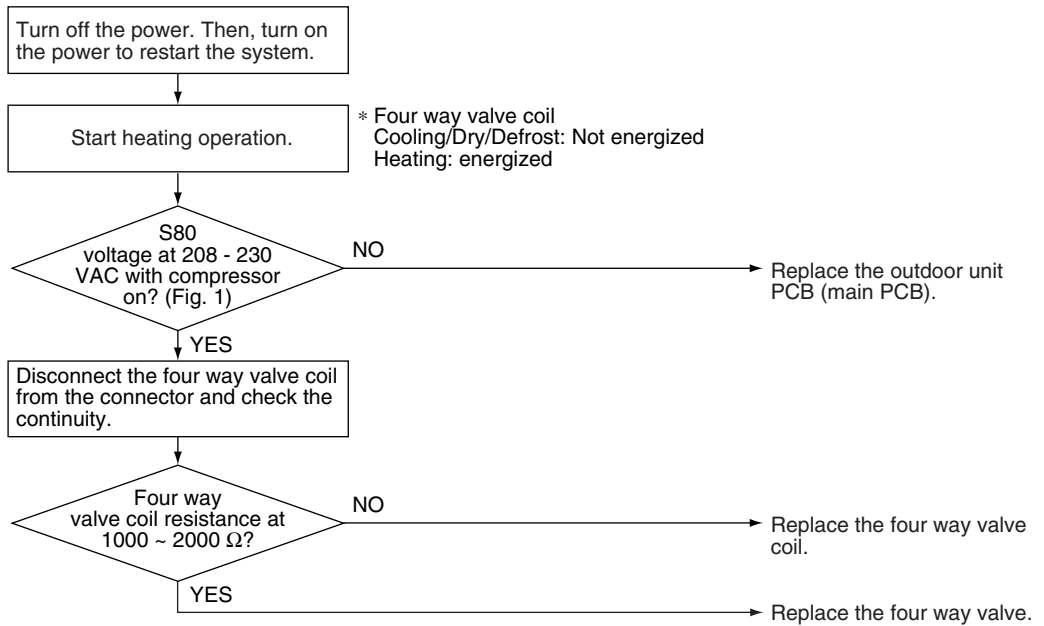 Turn off the power. Then, turn on
the power to restart the system.
Start heating operation.
* Four way valve coil
Cooling/Dry/Defrost: Not energized
Heating: energized
S80
voltage at 208 - 230
VAC with compressor
on? (Fig. 1)
NO
Replace the outdoor unit
PCB (main PCB).
YES
Disconnect the four way valve coil
from the connector and check the
continuity.
Four way
valve coil resistance at
1000 ~ 2000 Ω?
NO
Replace the four way valve
coil.
YES
Replace the four way valve.